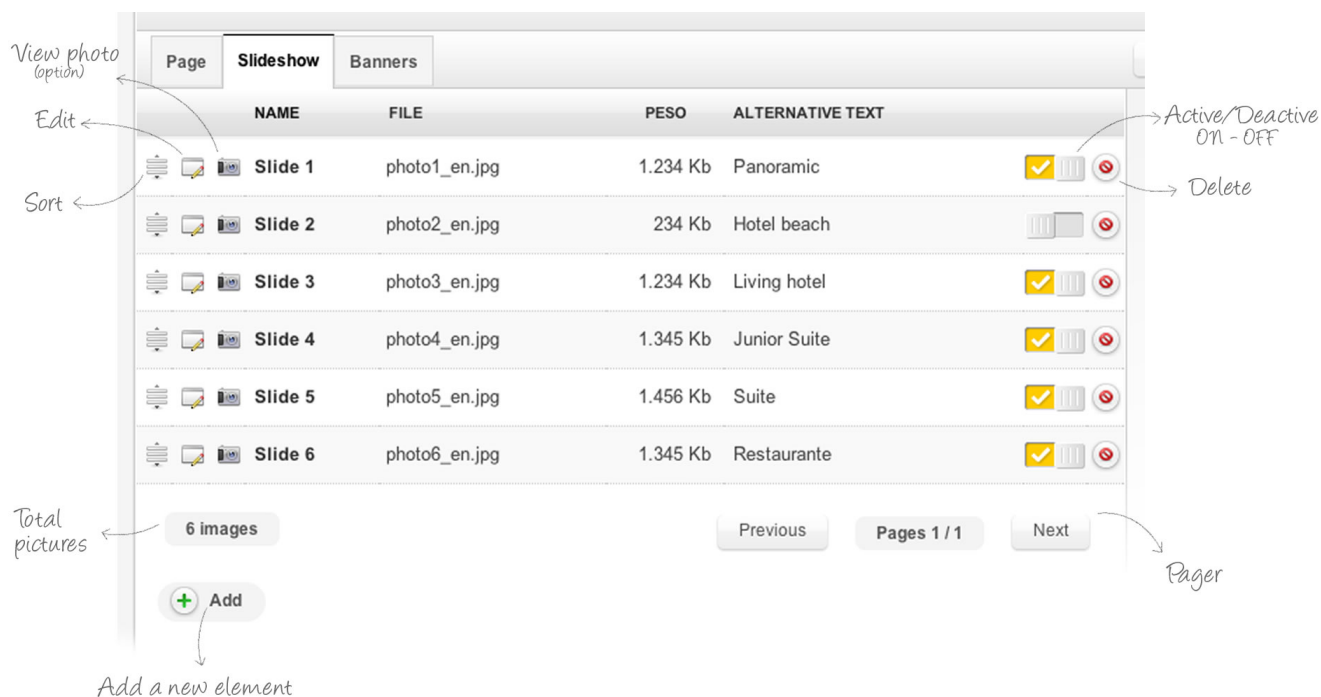 View photo
(option)
Edit
Sort
Page Slideshow Banners
NAME FILE PESO ALTERNATIVE TEXT
Active/Deactive
ON - OFF
Delete
Slide 1 photo1_en.jpg 1.234 Kb Panoramic
Slide 2 photo2_en.jpg 234 Kb Hotel beach
Slide 3 photo3_en.jpg 1.234 Kb Living hotel
Slide 4 photo4_en.jpg 1.345 Kb Junior Suite
Slide 5 photo5_en.jpg 1.456 Kb Suite
Slide 6 photo6_en.jpg 1.345 Kb Restaurante
Total
pictures
6 images Previous Pages 1 / 1 Next
Pager
Add
Add a new element